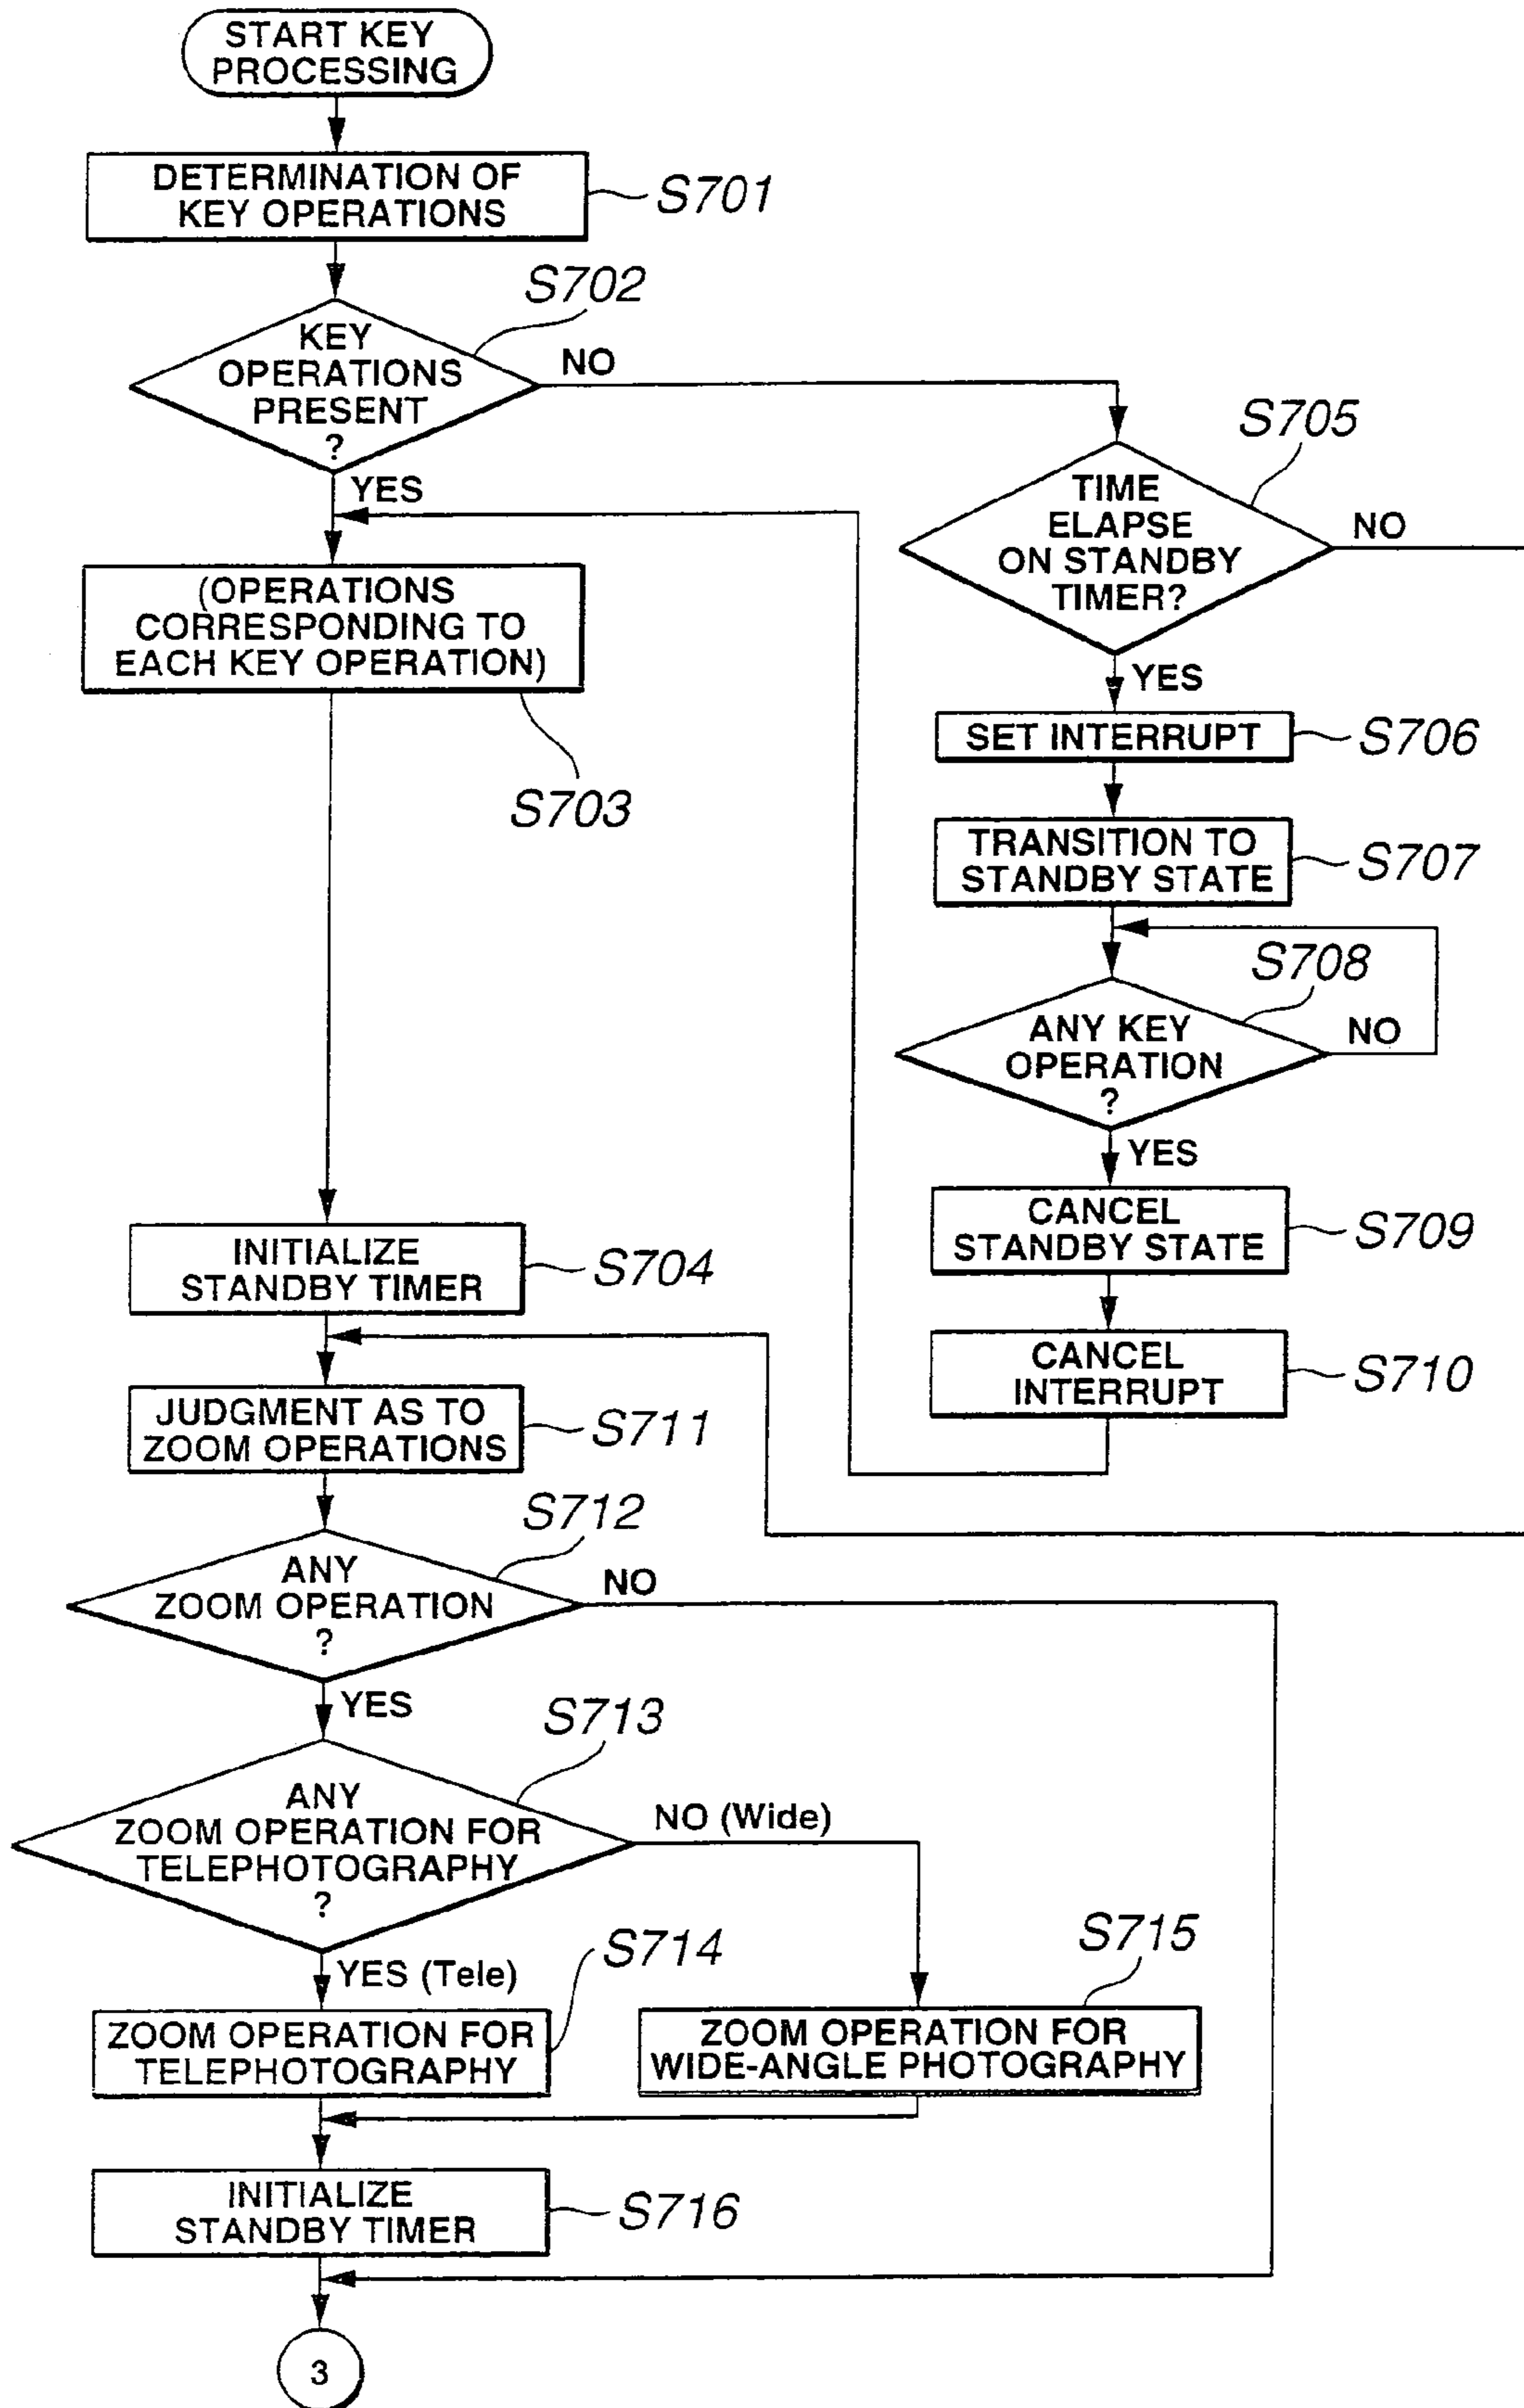 START KEY
PROCESSING
DETERMINATION OF
KEY OPERATIONS
S701
S702
KEY
OPERATIONS
PRESENT
?
NO
YES
S705
TIME
ELAPSE
ON STANDBY
TIMER?
NO
YES
(OPERATIONS
CORRESPONDING TO
EACH KEY OPERATION)
S703
SET INTERRUPT
S706
TRANSITION TO
STANDBY STATE
S707
S708
ANY KEY
OPERATION
?
NO
YES
CANCEL
STANDBY STATE
S709
CANCEL
INTERRUPT
S710
INITIALIZE
STANDBY TIMER
S704
JUDGMENT AS TO
ZOOM OPERATIONS
S711
S712
ANY
ZOOM OPERATION
?
NO
YES
S713
ANY
ZOOM OPERATION FOR
TELEPHOTOGRAPHY
?
NO (Wide)
YES (Tele)
S714
ZOOM OPERATION FOR
TELEPHOTOGRAPHY
S715
ZOOM OPERATION FOR
WIDE-ANGLE PHOTOGRAPHY
INITIALIZE
STANDBY TIMER
S716
3